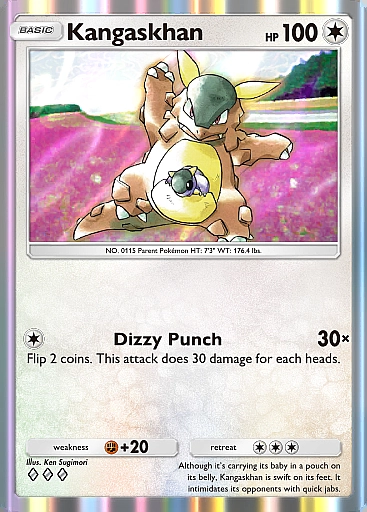 BASIC Kangaskhan HP 100
NO. 0115 Parent Pokémon HT: 7'3" WT: 176.4 lbs.
Dizzy Punch 30×
Flip 2 coins. This attack does 30 damage for each heads.
weakness +20 retreat
Illus. Ken Sugimori
Although it's carrying its baby in a pouch on
its belly, Kangaskhan is swift on its feet. It
intimidates its opponents with quick jabs.